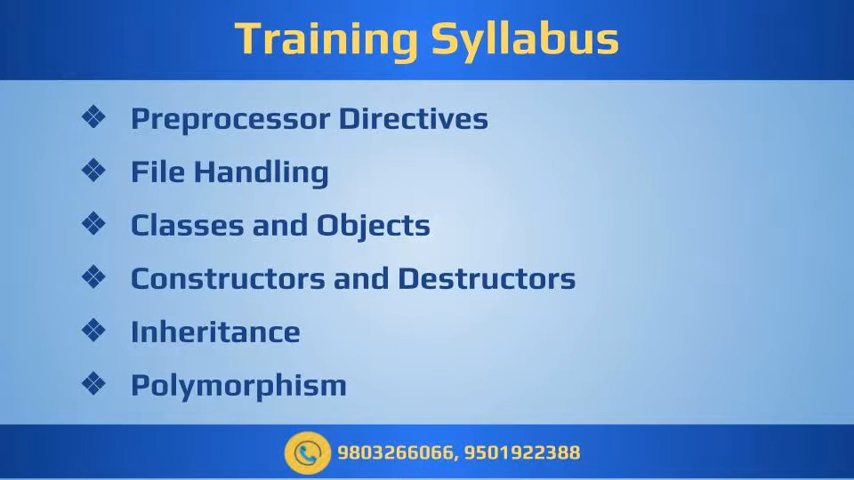 Training Syllabus
Preprocessor Directives
File Handling
Classes and Objects
Constructors and Destructors
Inheritance
Polymorphism
9803266066, 9501922388